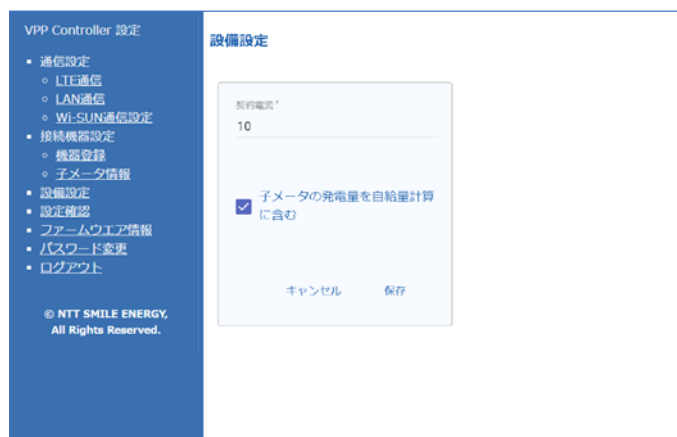 VPP Controller 設定
通信設定
LTE通信
LAN通信
Wi-SUN通信設定
接続機器設定
機器登録
子メータ情報
設備設定
設定確認
ファームウエア情報
パスワード変更
ログアウト
© NTT SMILE ENERGY,
All Rights Reserved.
設備設定
契約電流*
10
子メータの発電量を自給量計算
に含む
キャンセル 保存